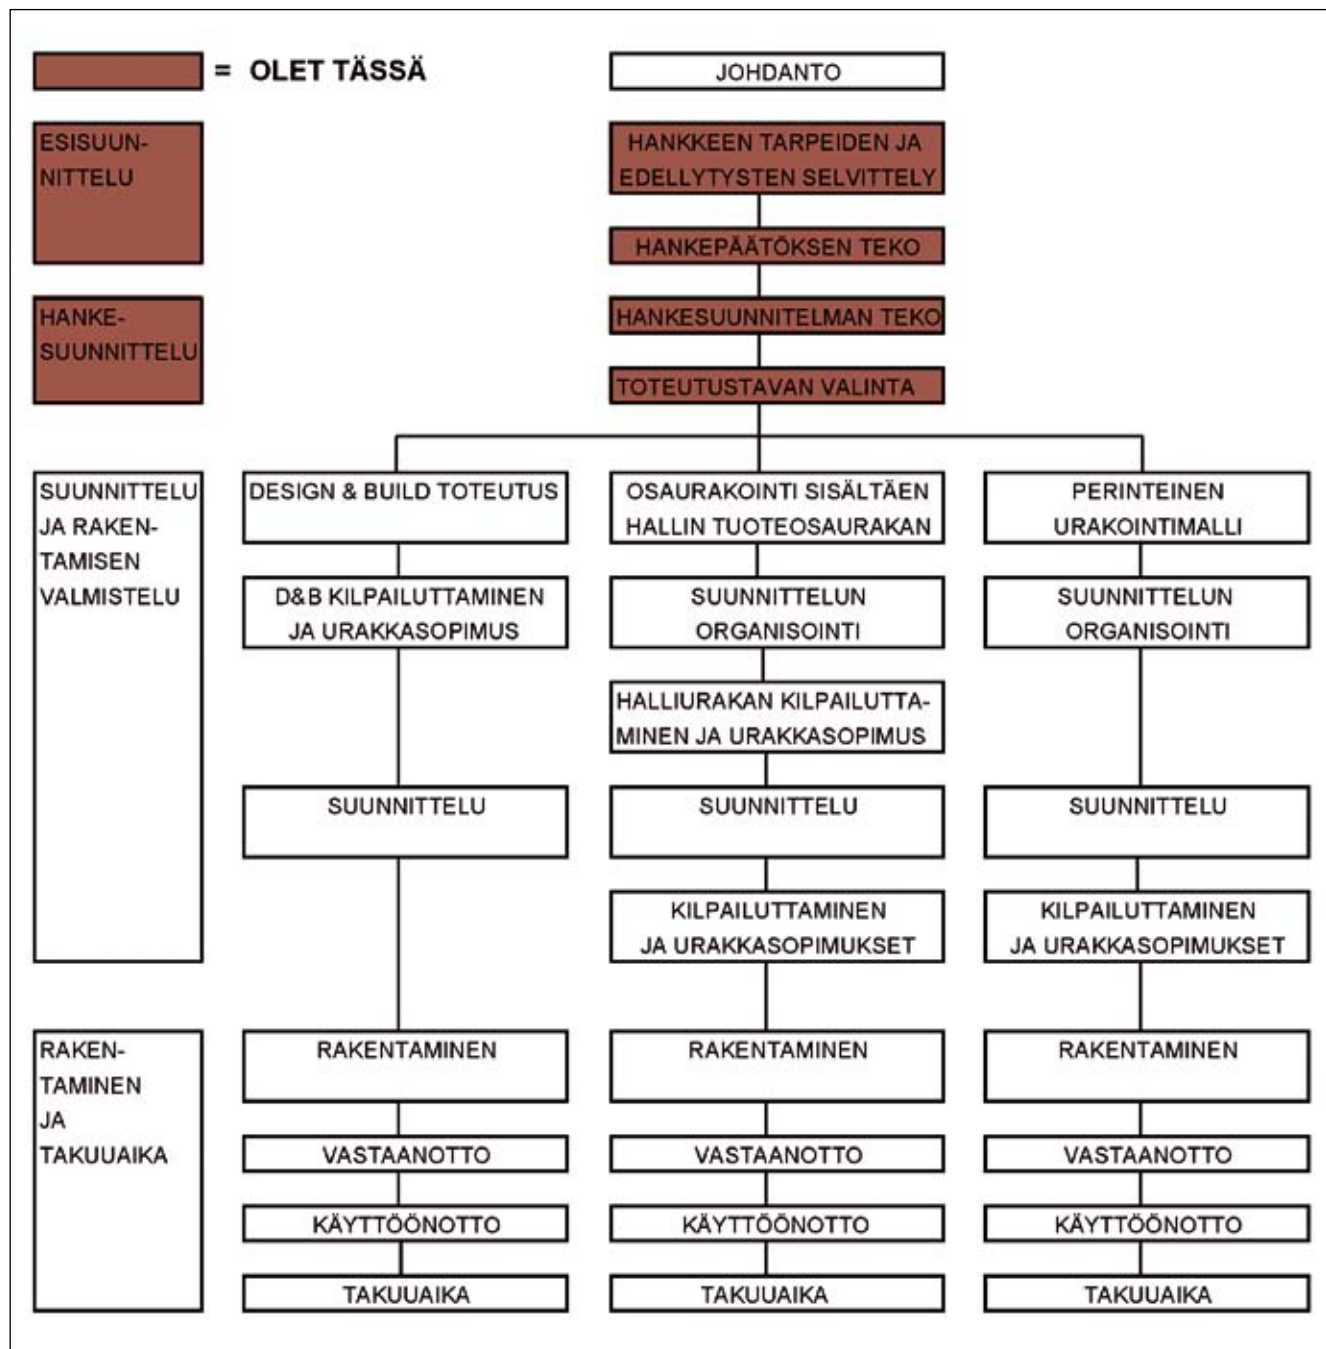 = OLET TÄSSÄ
JOHDANTO
ESISUUN-
NITTELU
HANKKEEN TARPEIDEN JA
EDELLYTYSTEN SELVITTELY
HANKEPÄÄTÖKSEN TEKO
HANKE-
SUUNNITTELU
HANKESUUNNITELMAN TEKO
TOTEUTUSTAVAN VALINTA
SUUNNITTELU
JA RAKEN-
TAMISEN
VALMISTELU
DESIGN & BUILD TOTEUTUS
OSAURAKOINTI SISÄLTÄEN
HALLIN TUOTEOSAURAKAN
PERINTEINEN
URAKOINTIMALLI
D&B KILPAILUTTAMINEN
JA URAKKASOPIMUS
SUUNNITTELUN
ORGANISOINTI
SUUNNITTELUN
ORGANISOINTI
HALLIURAKAN KILPAILUTTA-
MINEN JA URAKKASOPIMUS
SUUNNITTELU
SUUNNITTELU
SUUNNITTELU
KILPAILUTTAMINEN
JA URAKKASOPIMUKSET
KILPAILUTTAMINEN
JA URAKKASOPIMUKSET
RAKEN-
TAMINEN
JA
TAKUUAIKA
RAKENTAMINEN
RAKENTAMINEN
RAKENTAMINEN
VASTAANOTTO
VASTAANOTTO
VASTAANOTTO
KÄYTTÖÖNOTTO
KÄYTTÖÖNOTTO
KÄYTTÖÖNOTTO
TAKUUAIKA
TAKUUAIKA
TAKUUAIKA